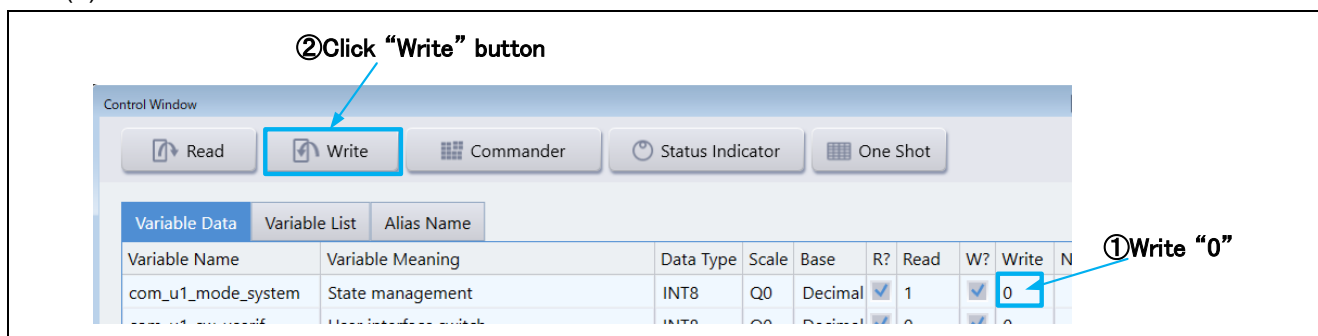 ②Click “Write” button
Control Window
Read Write Commander Status Indicator One Shot
Variable Data Variable List Alias Name
Variable Name Variable Meaning Data Type Scale Base R? Read W? Write N
①Write “0”
com_u1_mode_system State management INT8 Q0 Decimal 1 0